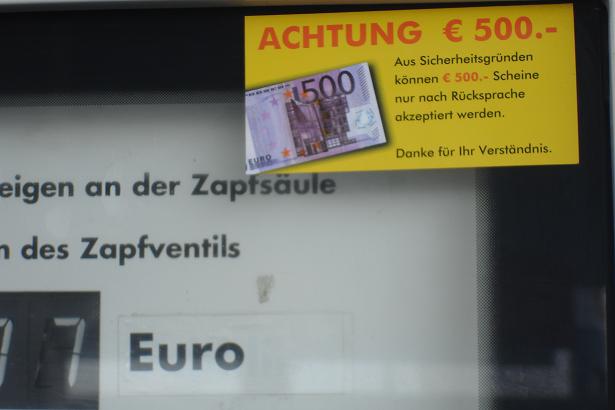 ACHTUNG € 500.-
Aus Sicherheitsgründen
können € 500.- Scheine
nur nach Rücksprache
akzeptiert werden.
Danke für Ihr Verständnis.
500
EURO
eigen an der Zapfsäule
n des Zapfventils
7
Euro